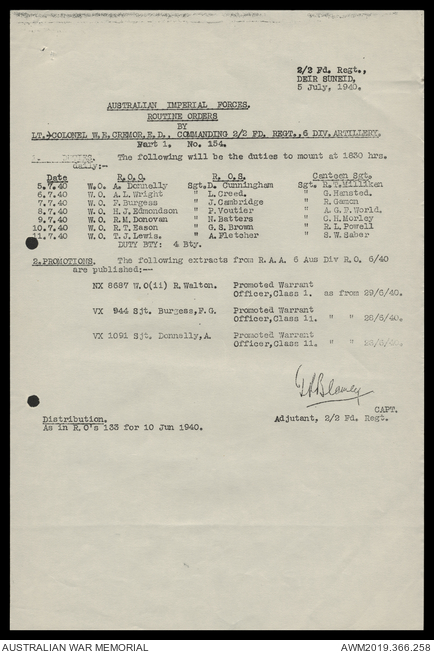 2/2 Fd. Regt.,
DEIR SUNEID.
5 July, 1940.
AUSTRALIAN IMPERIAL FORCES.
ROUTINE ORDERS
BY
LT.-COLONEL W.E. CREMOR, E.D., COMMANDING 2/2 FD. REGT., 6 DIV. ARTILLERY.
Part 1. No. 154.
1. DUTIES. The following will be the duties to mount at 1830 hrs.
daily:--
Date R.O.O. R.O.S. Canteen Sgt.
5.7.40 W.O. A. Donnelly Sgt. D. Cunningham Sgt. R.T. Milliken
6.7.40 W.O. A.L. Wright " L. Creed. " G. Hansted.
7.7.40 W.O. F. Burgess " J. Cambridge " R. Gamon
8.7.40 W.O. H.J. Edmondson " P. Voutier " A.G.F. World.
9.7.40 W.O. R.M. Donovan " N. Batters " C.H. Morley
10.7.40 W.O. R.T. Eason " G.S. Brown " R.L. Powell
11.7.40 W.O. T.J. Lewis. " A. Fletcher " S.W. Saber
DUTY BTY: 4 Bty.
2. PROMOTIONS. The following extracts from R.A.A. 6 Aus Div R.O. 6/40
are published:--
NX 8687 W.O(ii) R. Walton. Promoted Warrant
Officer, Class 1. as from 29/6/40.
VX 944 Sjt. Burgess, F.G. Promoted Warrant
Officer, Class 11. " " 28/6/40.
VX 1091 Sjt. Donnelly, A. Promoted Warrant
Officer, Class 11. " "
Blamey
CAPT.
Adjutant, 2/2 Fd. Regt.
Distribution.
As in R.O's 133 for 10 Jun 1940.
AUSTRALIAN WAR MEMORIAL AWM2019.366.258